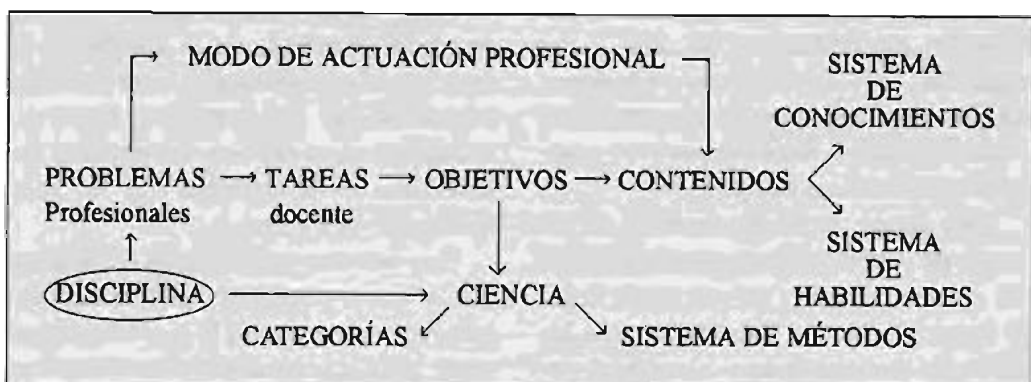 MODO DE ACTUACIÓN PROFESIONAL
SISTEMA
DE
CONOCIMIENTOS
PROBLEMAS
Profesionales
TAREAS
docente
OBJETIVOS
CONTENIDOS
SISTEMA
DE
HABILIDADES
DISCIPLINA
CIENCIA
CATEGORÍAS
SISTEMA DE MÉTODOS